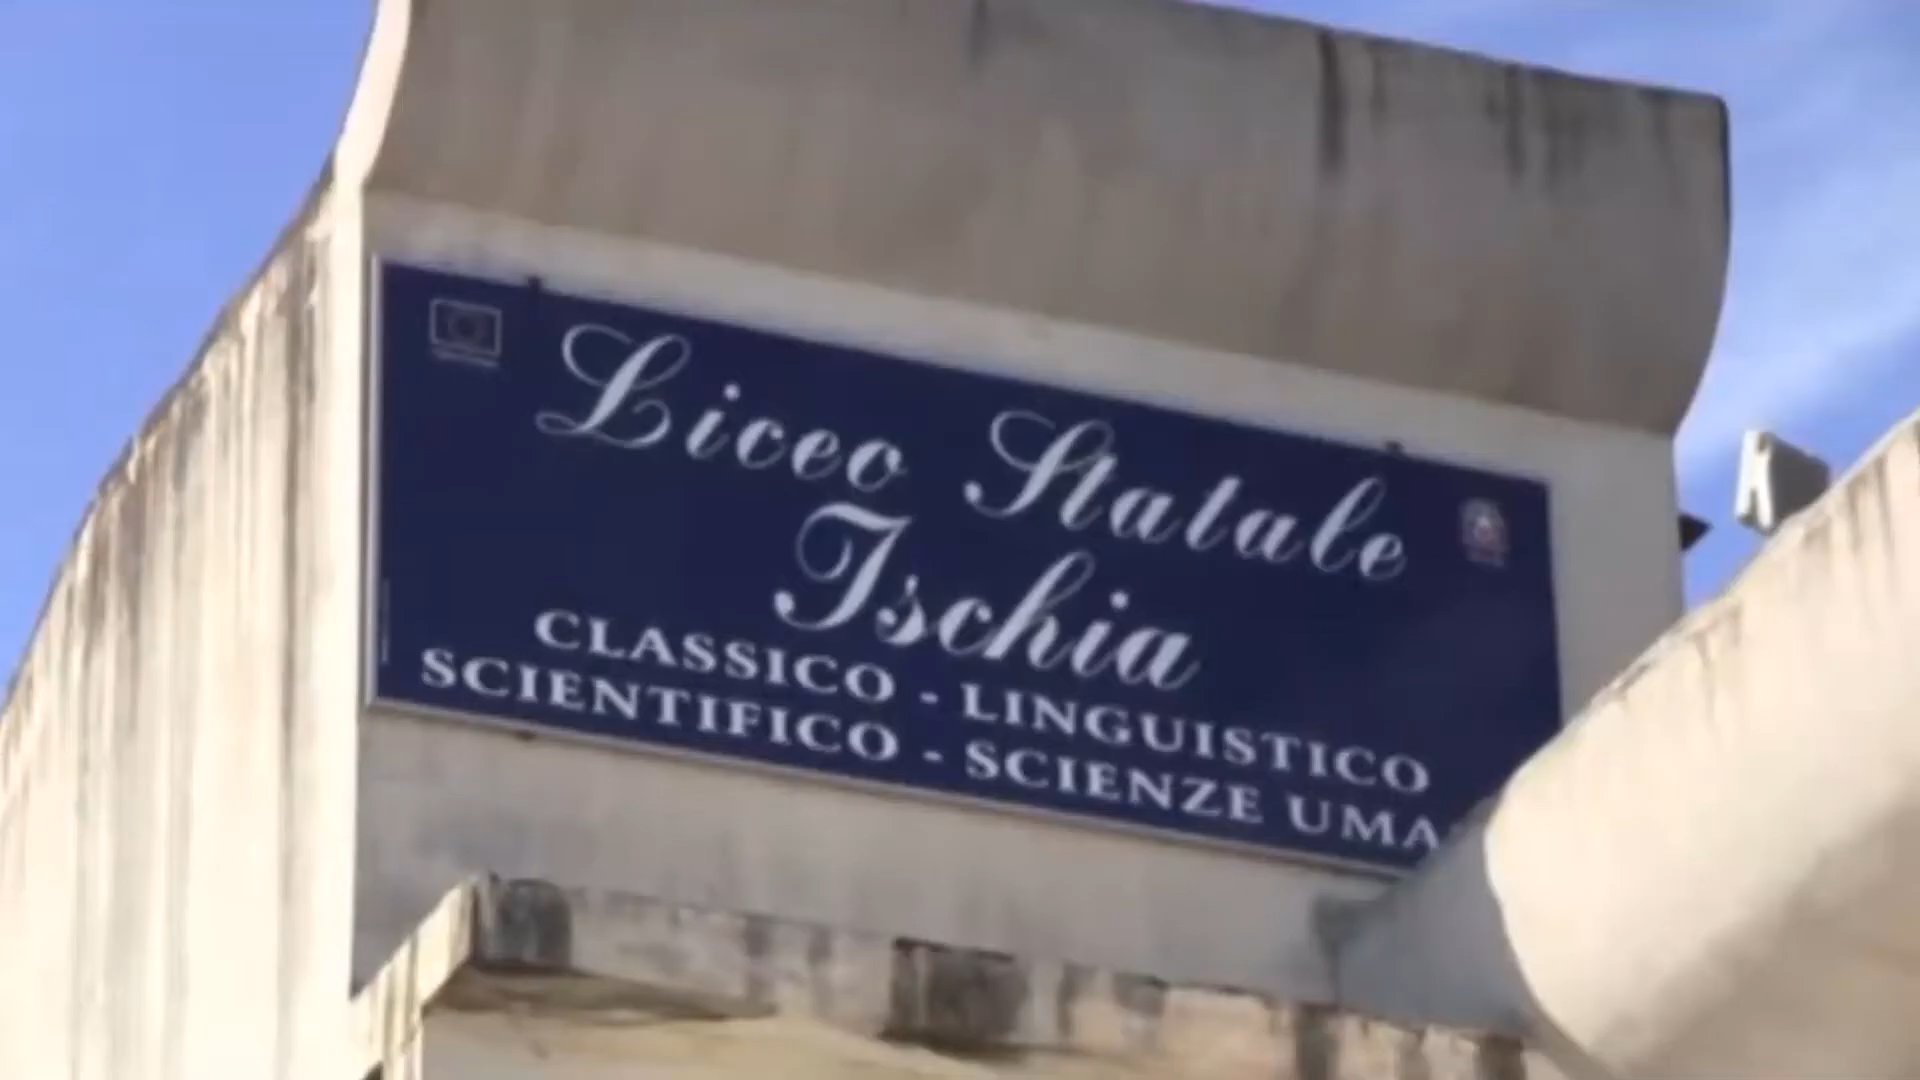 Liceo Statale
Ischia
CLASSICO - LINGUISTICO
SCIENTIFICO - SCIENZE UMA